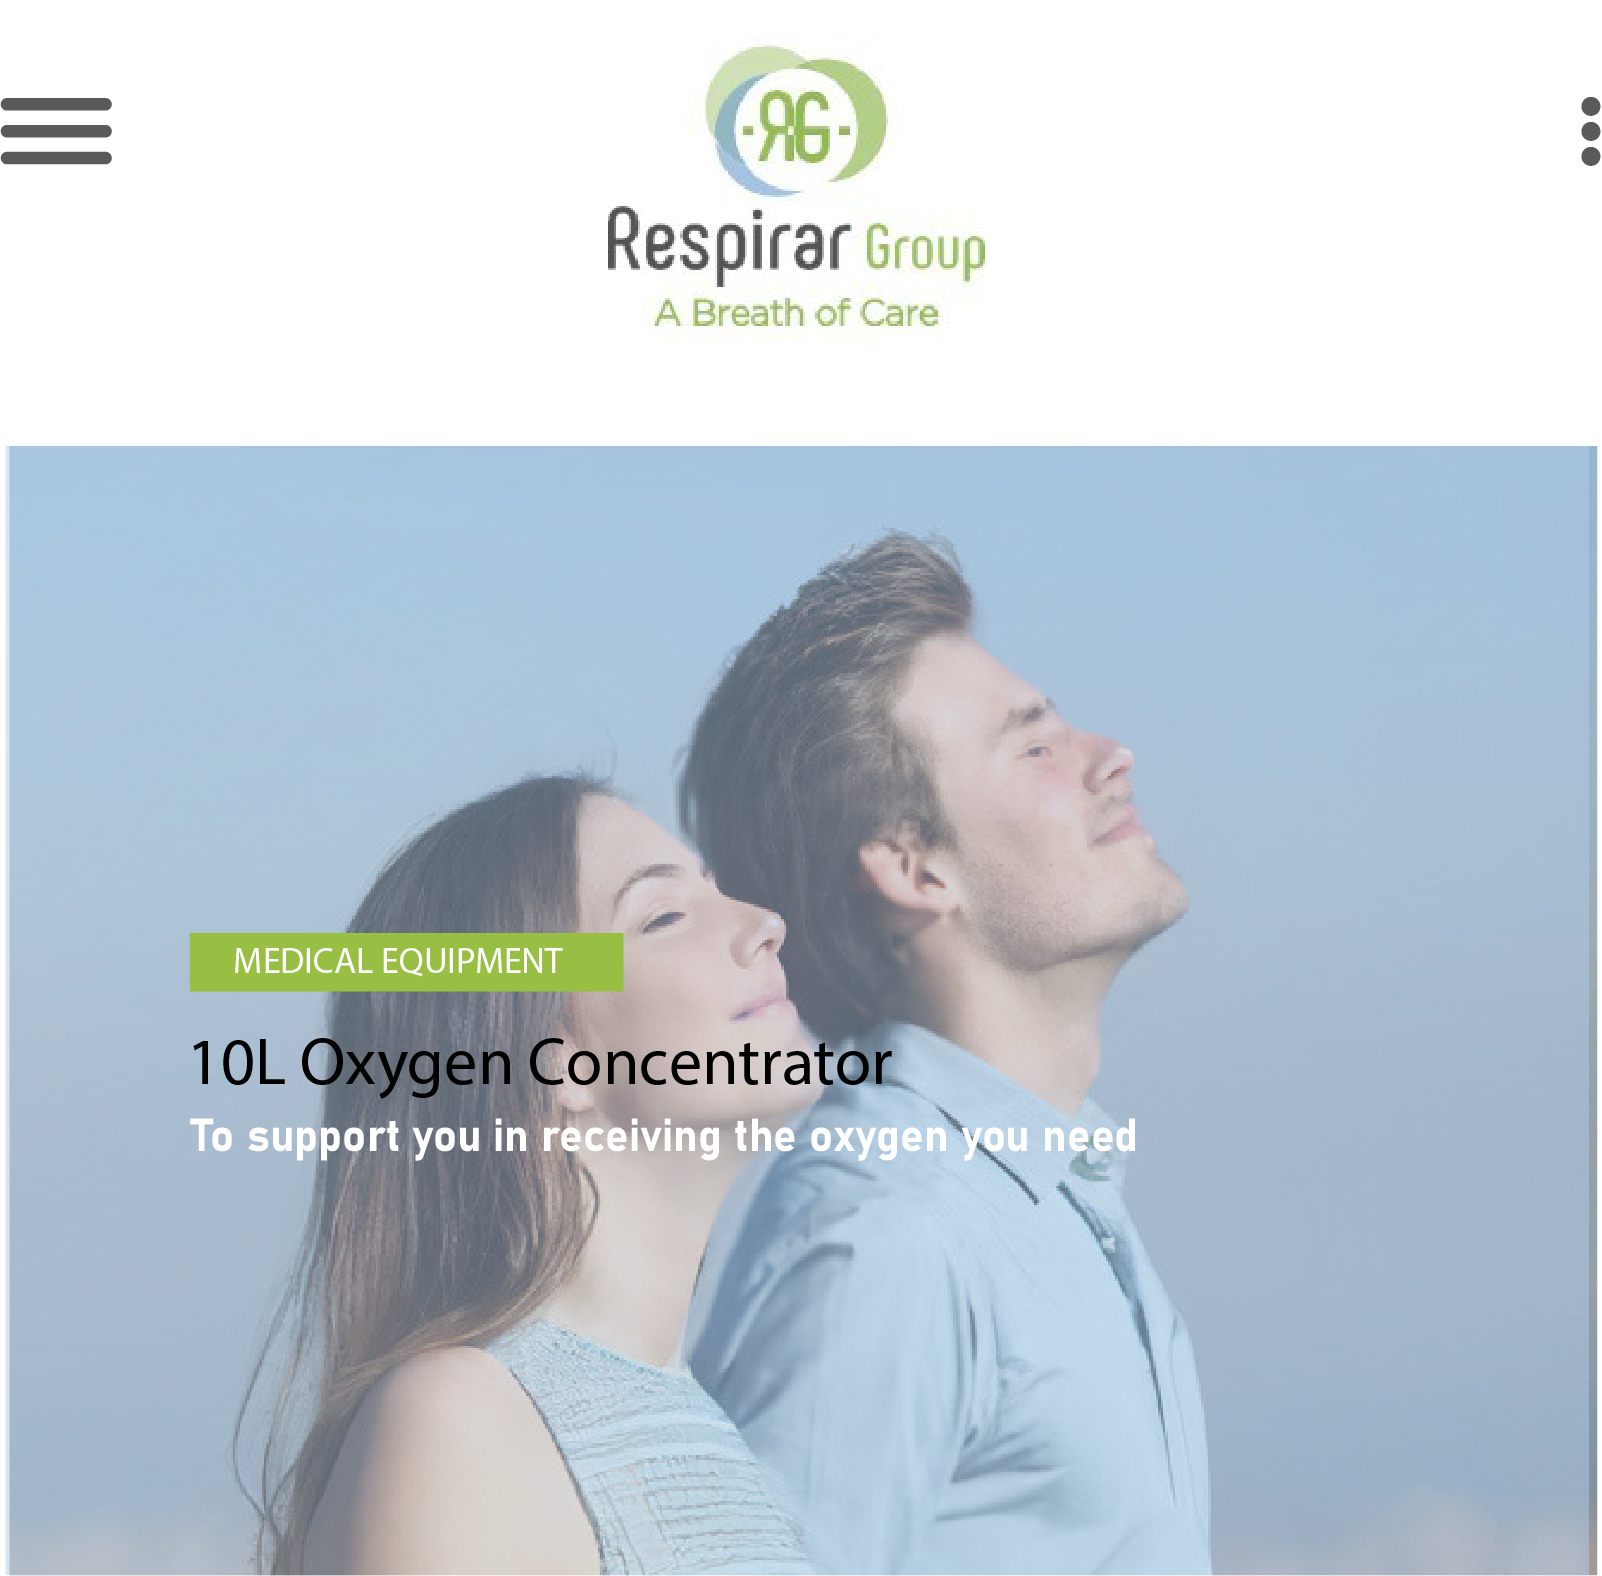 RG
Respirar Group
A Breath of Care
MEDICAL EQUIPMENT
10L Oxygen Concentrator
To support you in receiving the oxygen you need